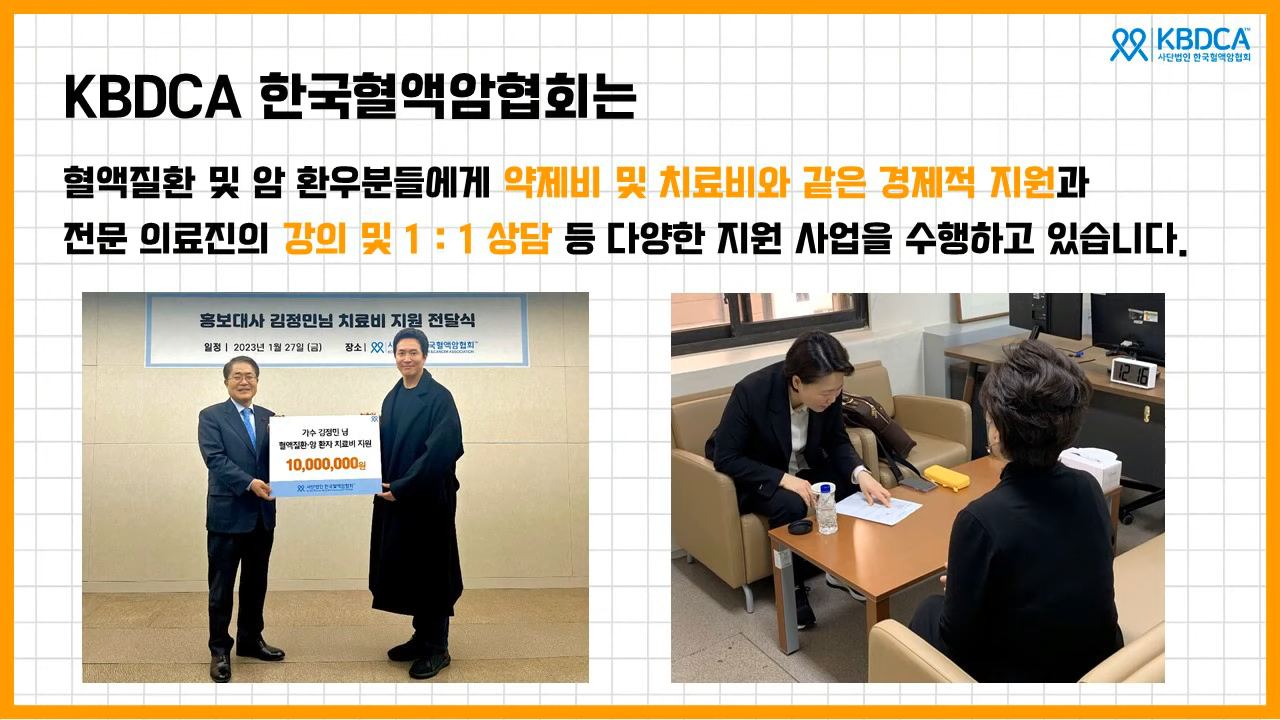 KBDCA™
사단법인 한국혈액암협회
KBDCA 한국혈액암협회는
혈액질환 및 암 환우분들에게 약제비 및 치료비와 같은 경제적 지원과
전문 의료진의 강의 및 1 : 1 상담 등 다양한 지원 사업을 수행하고 있습니다.
홍보대사 김정민님 치료비 지원 전달식
일정 | 2023년 1월 27일 (금) 장소 |
가수 김정민 님
혈액질환·암 환자 치료비 지원
10,000,000원
사단법인 한국혈액암협회™
12 16